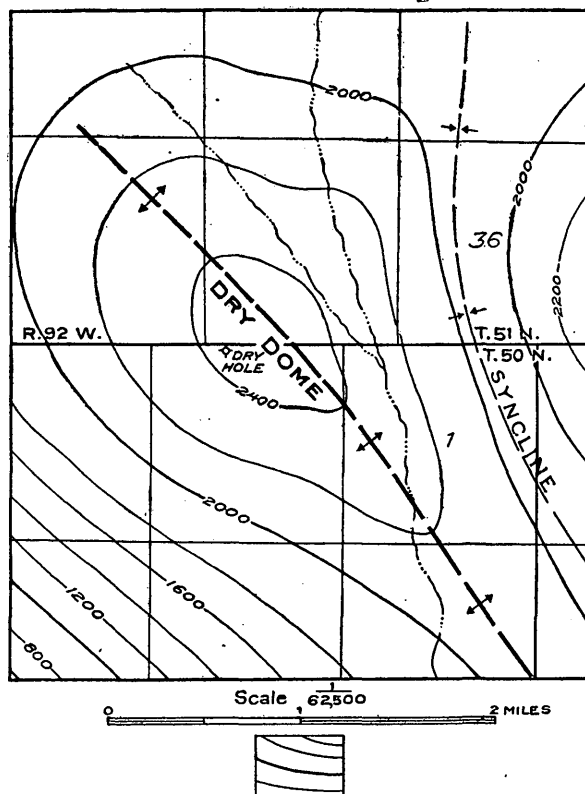 2000
2000
36
2200
DRY DOME
R.92 W.
T.51 N.
T.50 N.
DRY
HOLE
SYNCLINE
2400
1
2000
1600
1200
800
Scale 1/62,500
0 1 2 MILES